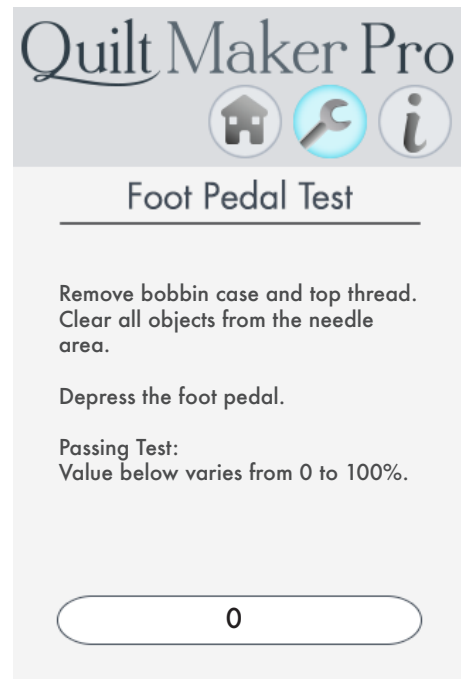 Quilt Maker Pro
i
Foot Pedal Test
Remove bobbin case and top thread.
Clear all objects from the needle
area.
Depress the foot pedal.
Passing Test:
Value below varies from 0 to 100%.
0